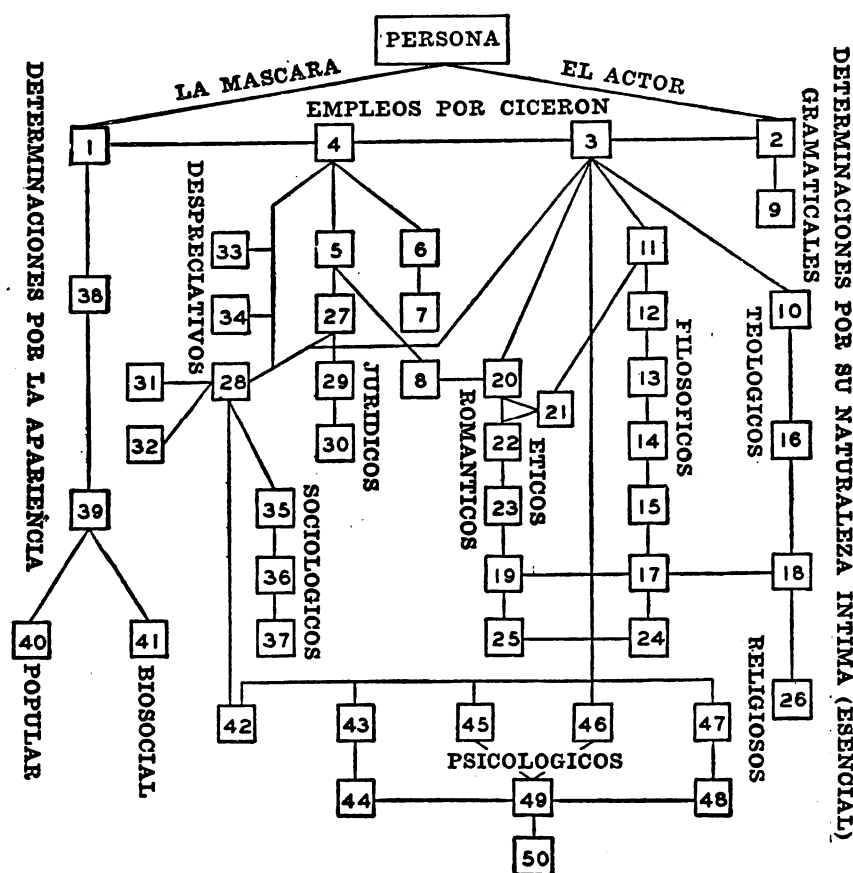 PERSONA
LA MASCARA
EL ACTOR
EMPLEOS POR CICERON
DETERMINACIONES POR LA APARIENCIA
DETERMINACIONES POR SU NATURALEZA INTIMA (ESENCIAL)
GRAMATICALES
1
4
3
2
9
DESPRECIATIVOS
33
5
6
11
38
34
27
7
12
10
TEOLOGICOS
FILOSOFICOS
31
28
29
JURIDICOS
8
20
21
13
32
30
ROMANTICOS
ETICOS
22
14
16
39
35
SOCIOLOGICOS
23
15
36
19
17
18
40
41
37
25
24
POPULAR
BIOSOCIAL
RELIGIOSOS
26
42
43
45
46
47
PSICOLOGICOS
44
49
48
50